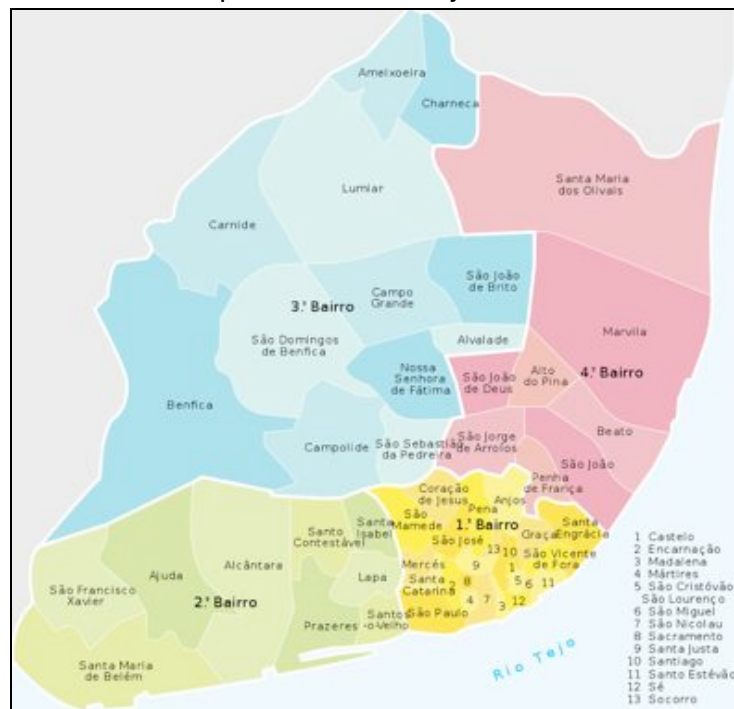 Ameixoeira
Charneca
Santa Maria
dos Olivais
Lumiar
Carnide
São João
de Brito
Campo
Grande
3.º Bairro
Marvila
São Domingos
de Benfica
Alvalade
Nossa
Senhora
de Fátima
São João
de Deus
Alto
do Pina
4.º Bairro
Benfica
Beato
Campolide
São Sebastião
da Pedreira
São Jorge
de Arroios
São João
Penha
de França
Coração
de Jesus
Pena
Anjos
Santa
Isabel
São
Mamede
1.º Bairro
Graça
Santa
Engrácia
Santo
Contestável
São José
13
10
São Vicente
de Fora
Alcântara
Mercês
9
1
Ajuda
Lapa
Santa
Catarina
2
8
5
6
11
São Francisco
Xavier
2.º Bairro
4
7
3
12
Prazeres
Santos
-o-Velho
São Paulo
Santa Maria
de Belém
Rio Tejo
1 Castelo
2 Encarnação
3 Madalena
4 Mártires
5 São Cristóvão
São Lourenço
6 São Miguel
7 São Nicolau
8 Sacramento
9 Santa Justa
10 Santiago
11 Santo Estêvão
12 Sé
13 Socorro